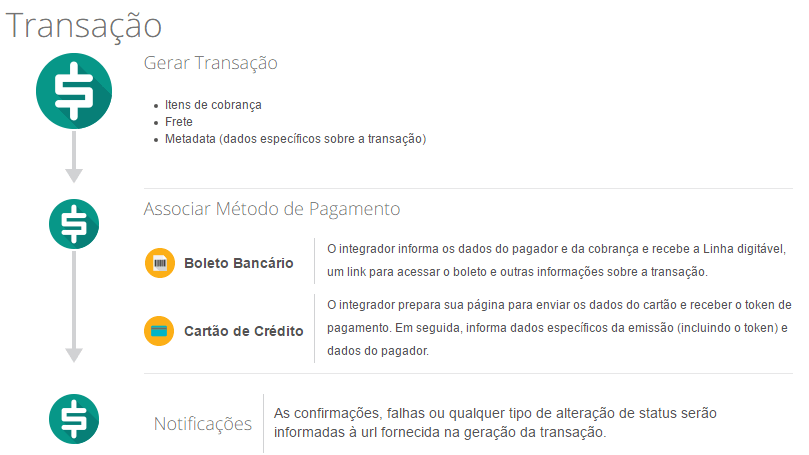 Transação
Gerar Transação
Itens de cobrança
Frete
Metadata (dados específicos sobre a transação)
Associar Método de Pagamento
Boleto Bancário
O integrador informa os dados do pagador e da cobrança e recebe a Linha digitável,
um link para acessar o boleto e outras informações sobre a transação.
Cartão de Crédito
O integrador prepara sua página para enviar os dados do cartão e receber o token de
pagamento. Em seguida, informa dados específicos da emissão (incluindo o token) e
dados do pagador.
Notificações
As confirmações, falhas ou qualquer tipo de alteração de status serão
informadas à url fornecida na geração da transação.